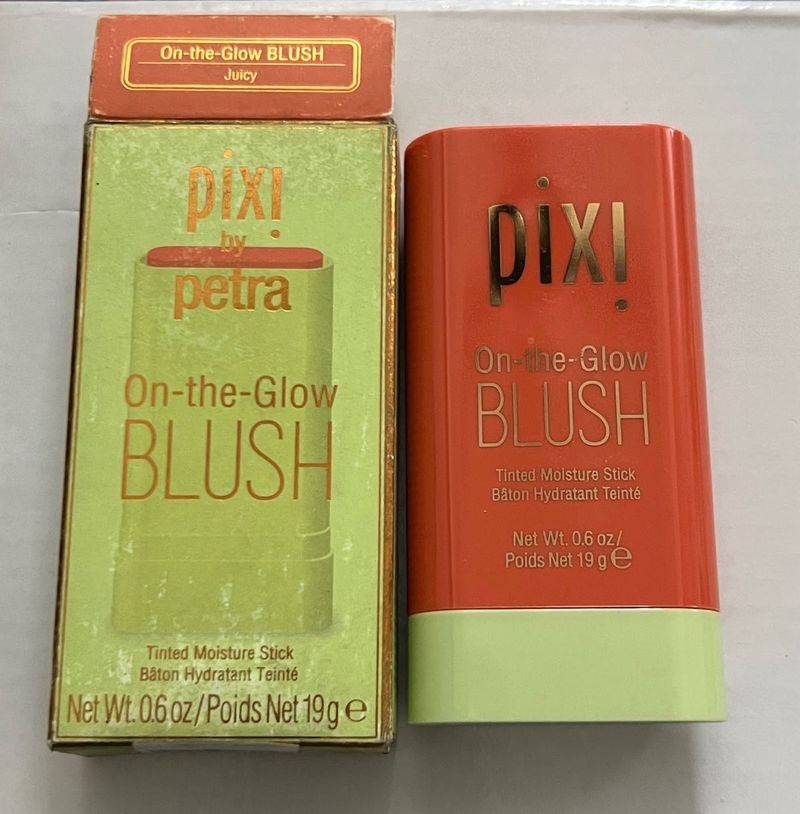 On-the-Glow BLUSH
Juicy
pixi
by
petra
On-the-Glow
BLUSH
Tinted Moisture Stick
Bâton Hydratant Teinté
Net Wt. 0.6 oz/Poids Net 19 g e
pixi
On-the-Glow
BLUSH
Tinted Moisture Stick
Bâton Hydratant Teinté
Net Wt. 0.6 oz/
Poids Net 19 g e